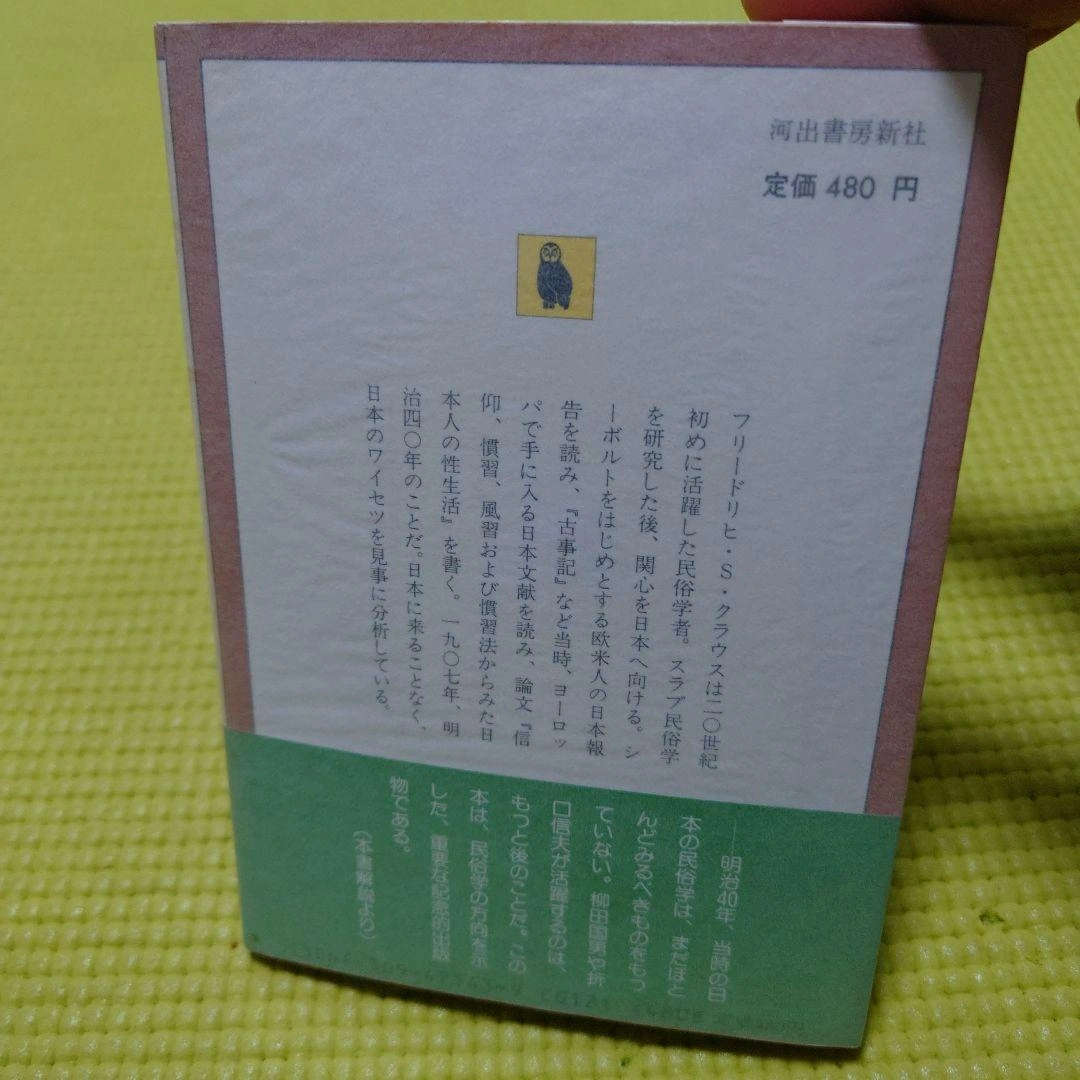 河出書房新社
定価 480 円
フリードリヒ・S・クラウスは二〇世紀
初めに活躍した民俗学者。スラブ民俗学
を研究した後、関心を日本へ向ける。シ
ーボルトをはじめとする欧米人の日本報
告を読み、『古事記』など当時、ヨーロッ
パで手に入る日本文献を読み、論文『信
仰、慣習、風習および慣習法からみた日
本人の性生活』を書く。一九〇七年、明
治四〇年のことだ。日本に来ることなく、
日本のワイセツを見事に分析している。
――明治40年、当時の日
本の民俗学は、まだほと
んどみるべきものをもっ
ていない。柳田国男や折
口信夫が活躍するのは、
もっと後のことだ。この
本は、民俗学の方向を示
した、重要な記念的出版
物である。
（本書解説より）